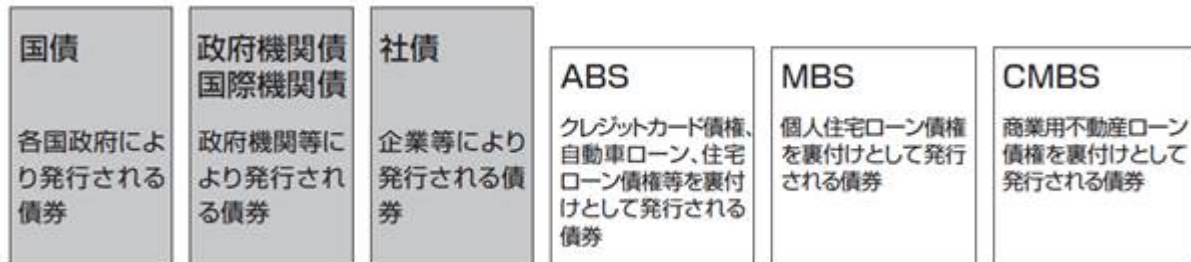 国債
各国政府によ
り発行される
債券
政府機関債
国際機関債
政府機関等に
より発行され
る債券
社債
企業等により
発行される債
券
ABS
クレジットカード債権、
自動車ローン、住宅
ローン債権等を裏付
けとして発行される
債券
MBS
個人住宅ローン債権
を裏付けとして発行
される債券
CMBS
商業用不動産ローン
債権を裏付けとして
発行される債券